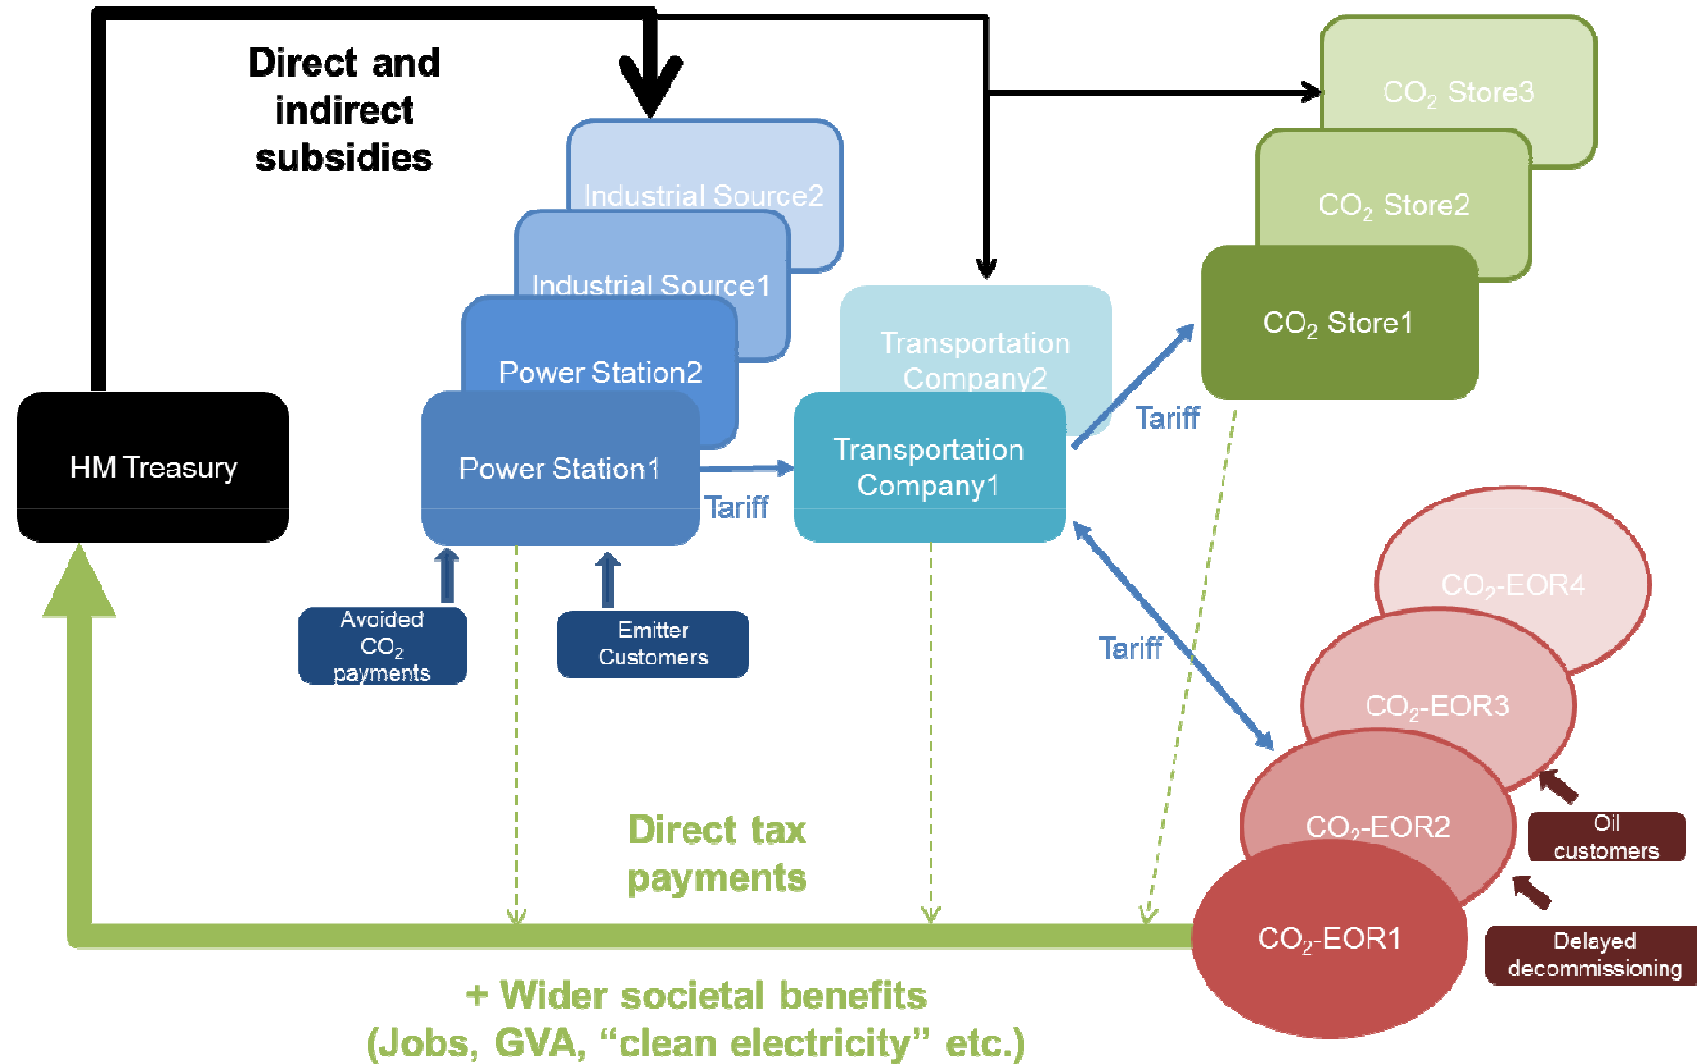 Direct and
indirect
subsidies
CO₂ Store3
Industrial Source2
CO₂ Store2
Industrial Source1
CO₂ Store1
Transportation
Company2
Power Station2
Tariff
HM Treasury
Power Station1
Tariff
Transportation
Company1
CO₂-EOR4
Avoided
CO₂
payments
Emitter
Customers
Tariff
CO₂-EOR3
Direct tax
payments
CO₂-EOR2
Oil
customers
CO₂-EOR1
Delayed
decommissioning
+ Wider societal benefits
(Jobs, GVA, “clean electricity” etc.)